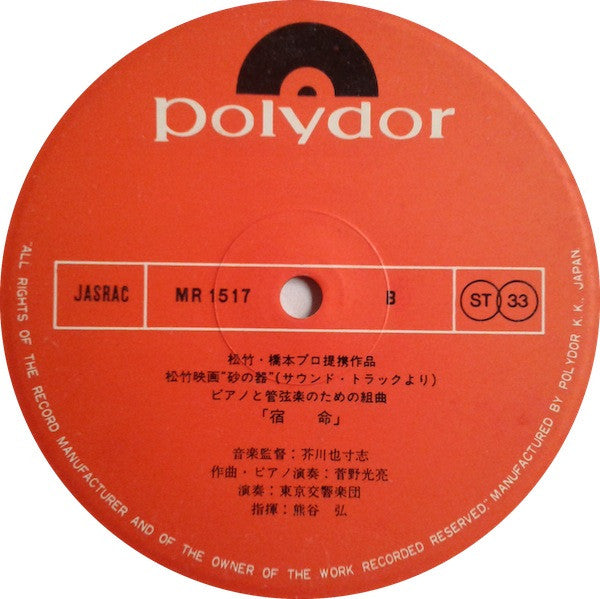 polydor
JASRAC MR 1517 B ST 33
松竹・橋本プロ提携作品
松竹映画"砂の器"(サウンド・トラックより)
ピアノと管弦楽のための組曲
「宿 命」
音楽監督:芥川也寸志
作曲・ピアノ演奏:菅野光亮
演奏:東京交響楽団
指揮:熊谷 弘
"ALL RIGHTS OF THE RECORD MANUFACTURER AND OF THE OWNER OF THE WORK RECORDED RESERVED." MANUFACTURED BY POLYDOR K.K., JAPAN.